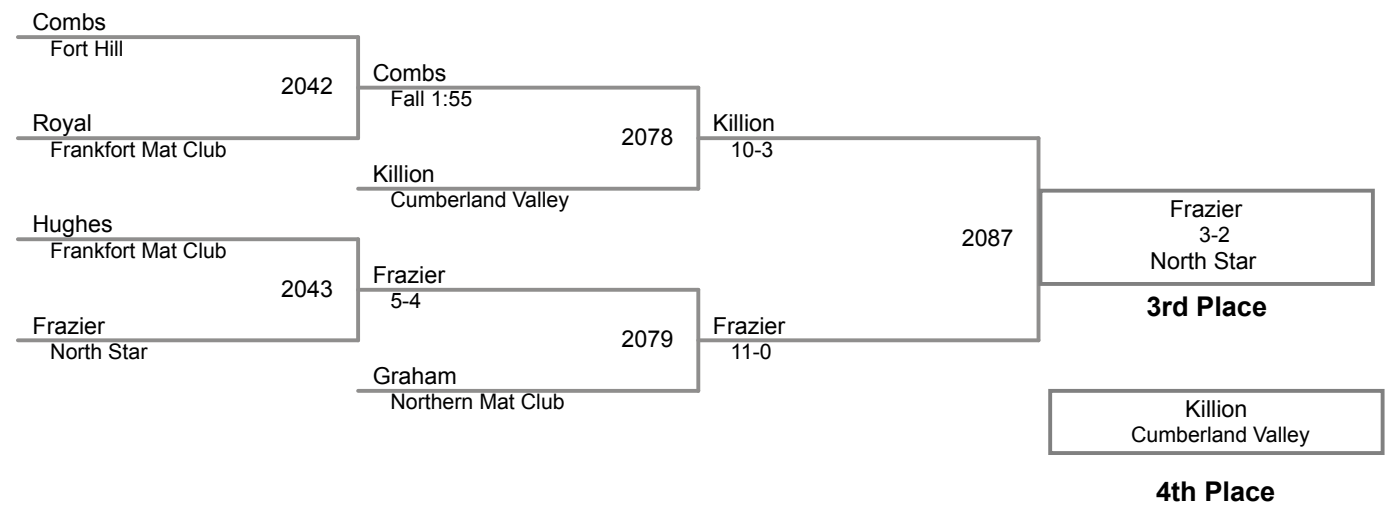 Combs
Fort Hill
2042
Royal
Frankfort Mat Club
Hughes
Frankfort Mat Club
2043
Frazier
North Star
Combs
Fall 1:55
2078
Killion
Cumberland Valley
Frazier
5-4
2079
Graham
Northern Mat Club
Killion
10-3
2087
Frazier
11-0
Frazier
3-2
North Star
3rd Place
Killion
Cumberland Valley
4th Place